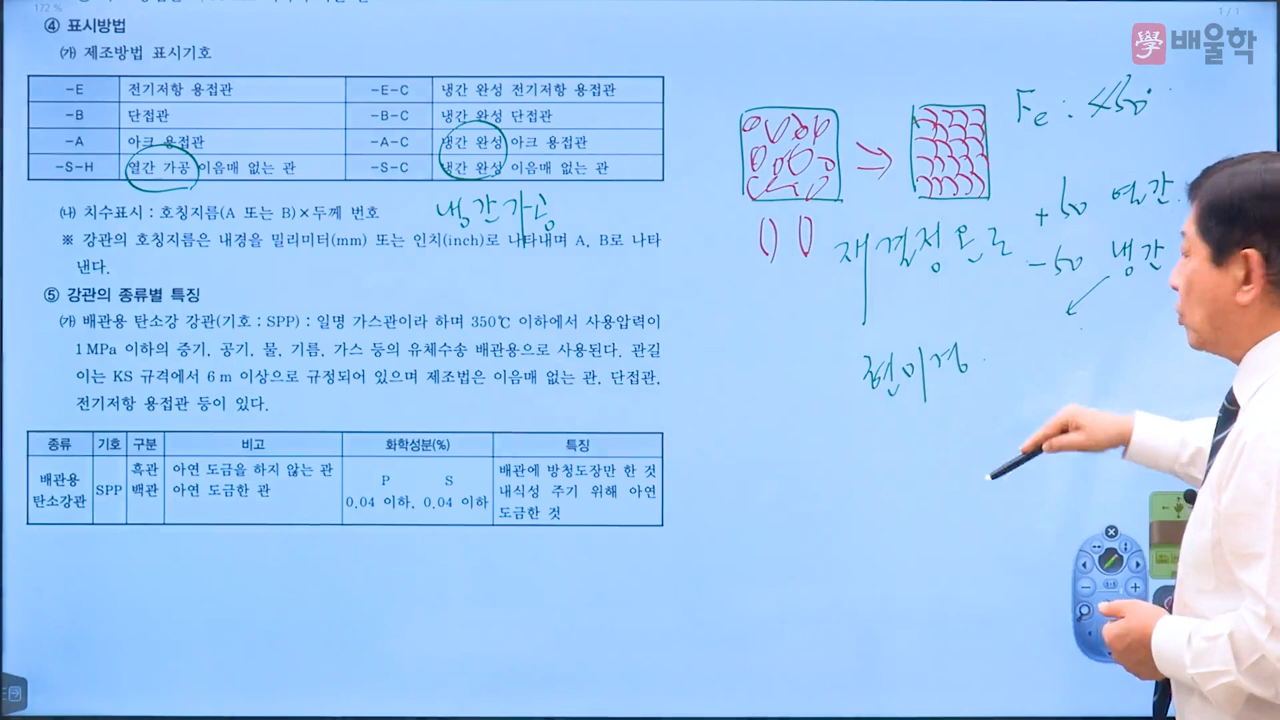 172 %
1 / 1
學 배울학
④ 표시방법
㈎ 제조방법 표시기호
-E 전기저항 용접관 -E-C 냉간 완성 전기저항 용접관
-B 단접관 -B-C 냉간 완성 단접관
-A 아크 용접관 -A-C 냉간 완성 아크 용접관
-S-H 열간 가공 이음매 없는 관 -S-C 냉간 완성 이음매 없는 관
㈏ 치수표시 : 호칭지름(A 또는 B)×두께 번호
※ 강관의 호칭지름은 내경을 밀리미터(mm) 또는 인치(inch)로 나타내며 A, B로 나타
낸다.
⑤ 강관의 종류별 특징
㈎ 배관용 탄소강 강관(기호 : SPP) : 일명 가스관이라 하며 350℃ 이하에서 사용압력이
1 MPa 이하의 증기, 공기, 물, 기름, 가스 등의 유체수송 배관용으로 사용된다. 관길
이는 KS 규격에서 6 m 이상으로 규정되어 있으며 제조법은 이음매 없는 관, 단접관,
전기저항 용접관 등이 있다.
종류 기호 구분 비고 화학성분(%) 특징
배관용 탄소강관 SPP 흑관 아연 도금을 하지 않는 관 P S 배관에 방청도장만 한 것
백관 아연 도금한 관 0.04 이하, 0.04 이하 내식성 주기 위해 아연
도금한 것
냉간가공
Fe : 450°
재결정온도
+50 열간
-50 냉간
현미경